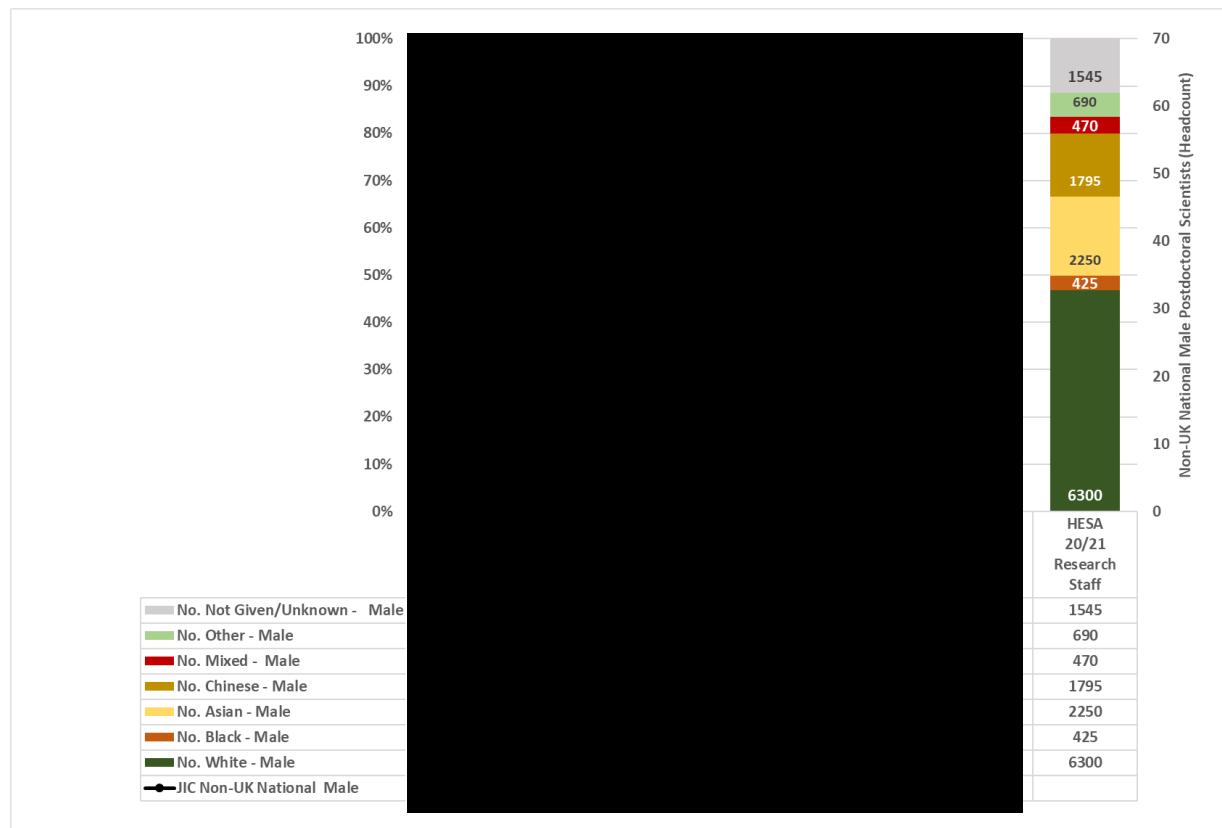 100%
90%
80%
70%
60%
50%
40%
30%
20%
10%
0%
1545
690
470
1795
2250
425
6300
70
60
50
40
30
20
10
0
Non-UK National Male Postdoctoral Scientists (Headcount)
HESA
20/21
Research
Staff
No. Not Given/Unknown - Male 1545
No. Other - Male 690
No. Mixed - Male 470
No. Chinese - Male 1795
No. Asian - Male 2250
No. Black - Male 425
No. White - Male 6300
JIC Non-UK National Male